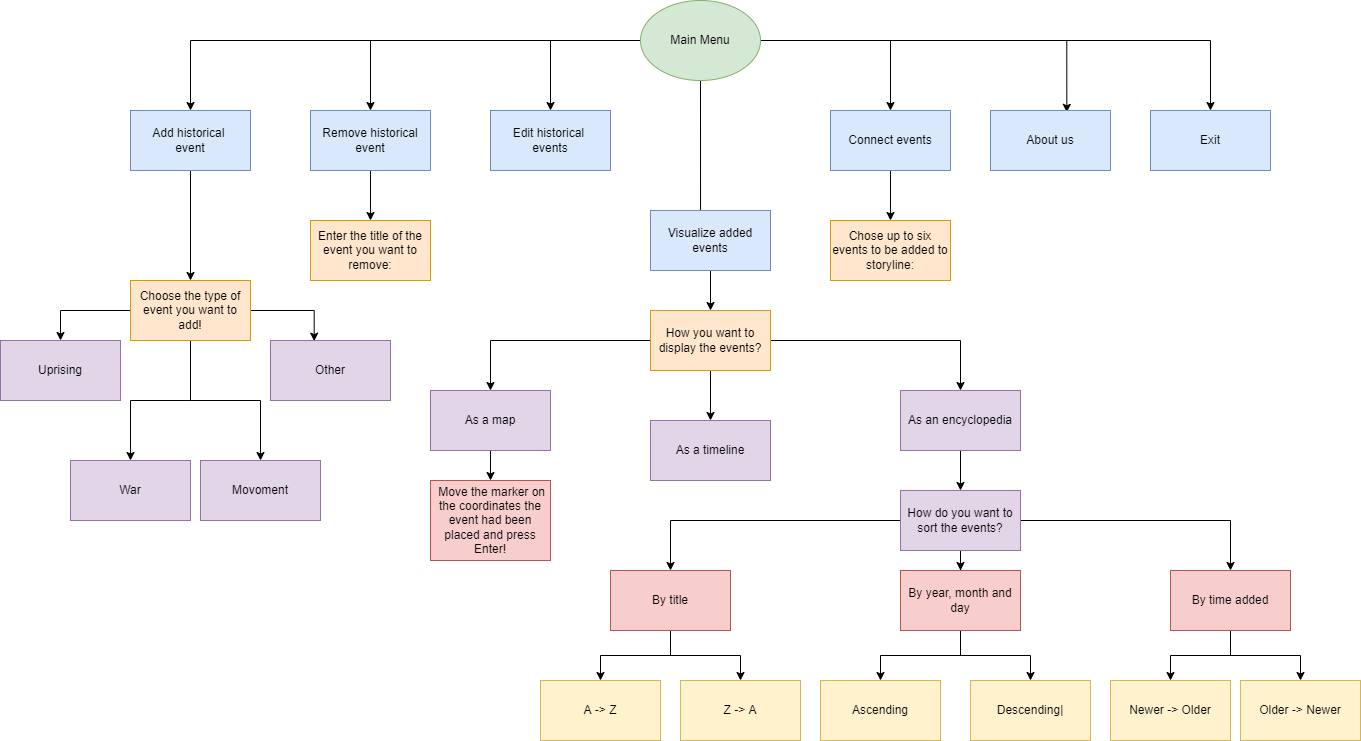 Main Menu
Add historical
event
Remove historical
event
Edit historical
events
Connect events
About us
Exit
Enter the title of the
event you want to
remove:
Visualize added
events
Chose up to six
events to be added to
storyline:
Choose the type of
event you want to
add!
How you want to
display the events?
Uprising
Other
As a map
As a timeline
As an encyclopedia
War
Movoment
Move the marker on
the coordinates the
event had been
placed and press
Enter!
How do you want to
sort the events?
By title
By year, month and
day
By time added
A -> Z
Z -> A
Ascending
Descending|
Newer -> Older
Older -> Newer